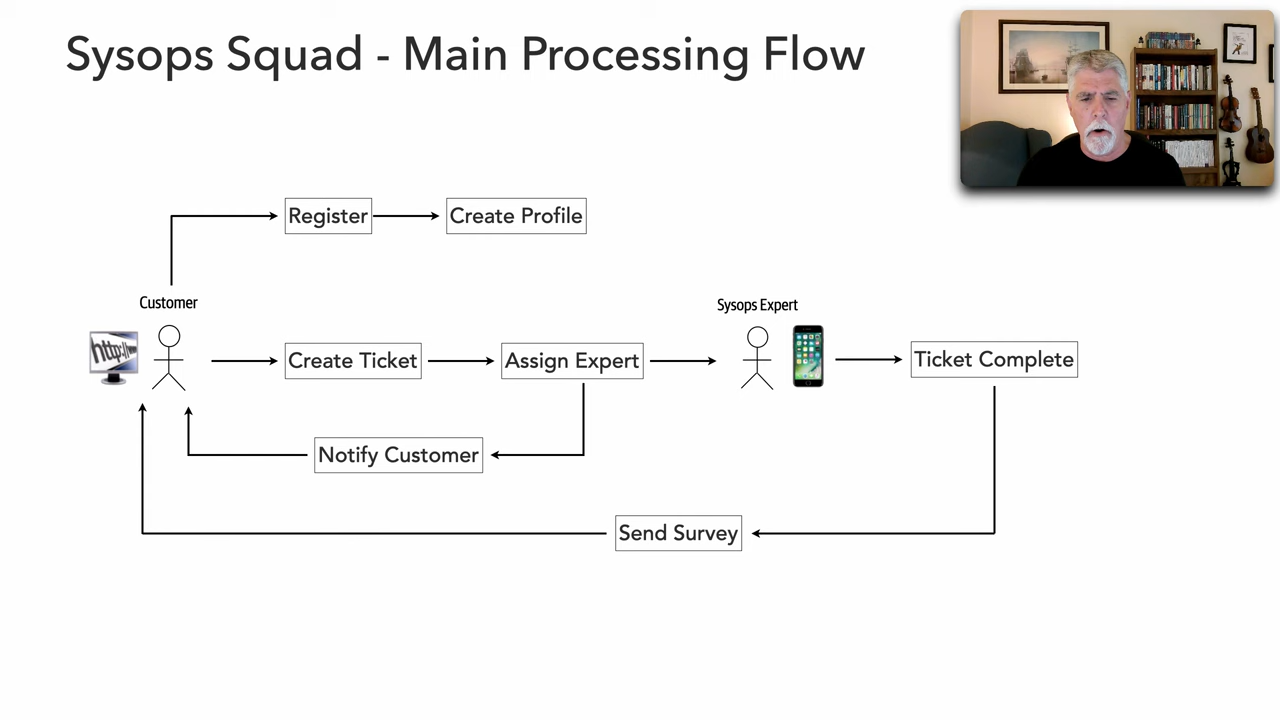 Sysops Squad - Main Processing Flow
Register
Create Profile
Customer
Sysops Expert
http://w
Create Ticket
Assign Expert
Ticket Complete
Notify Customer
Send Survey